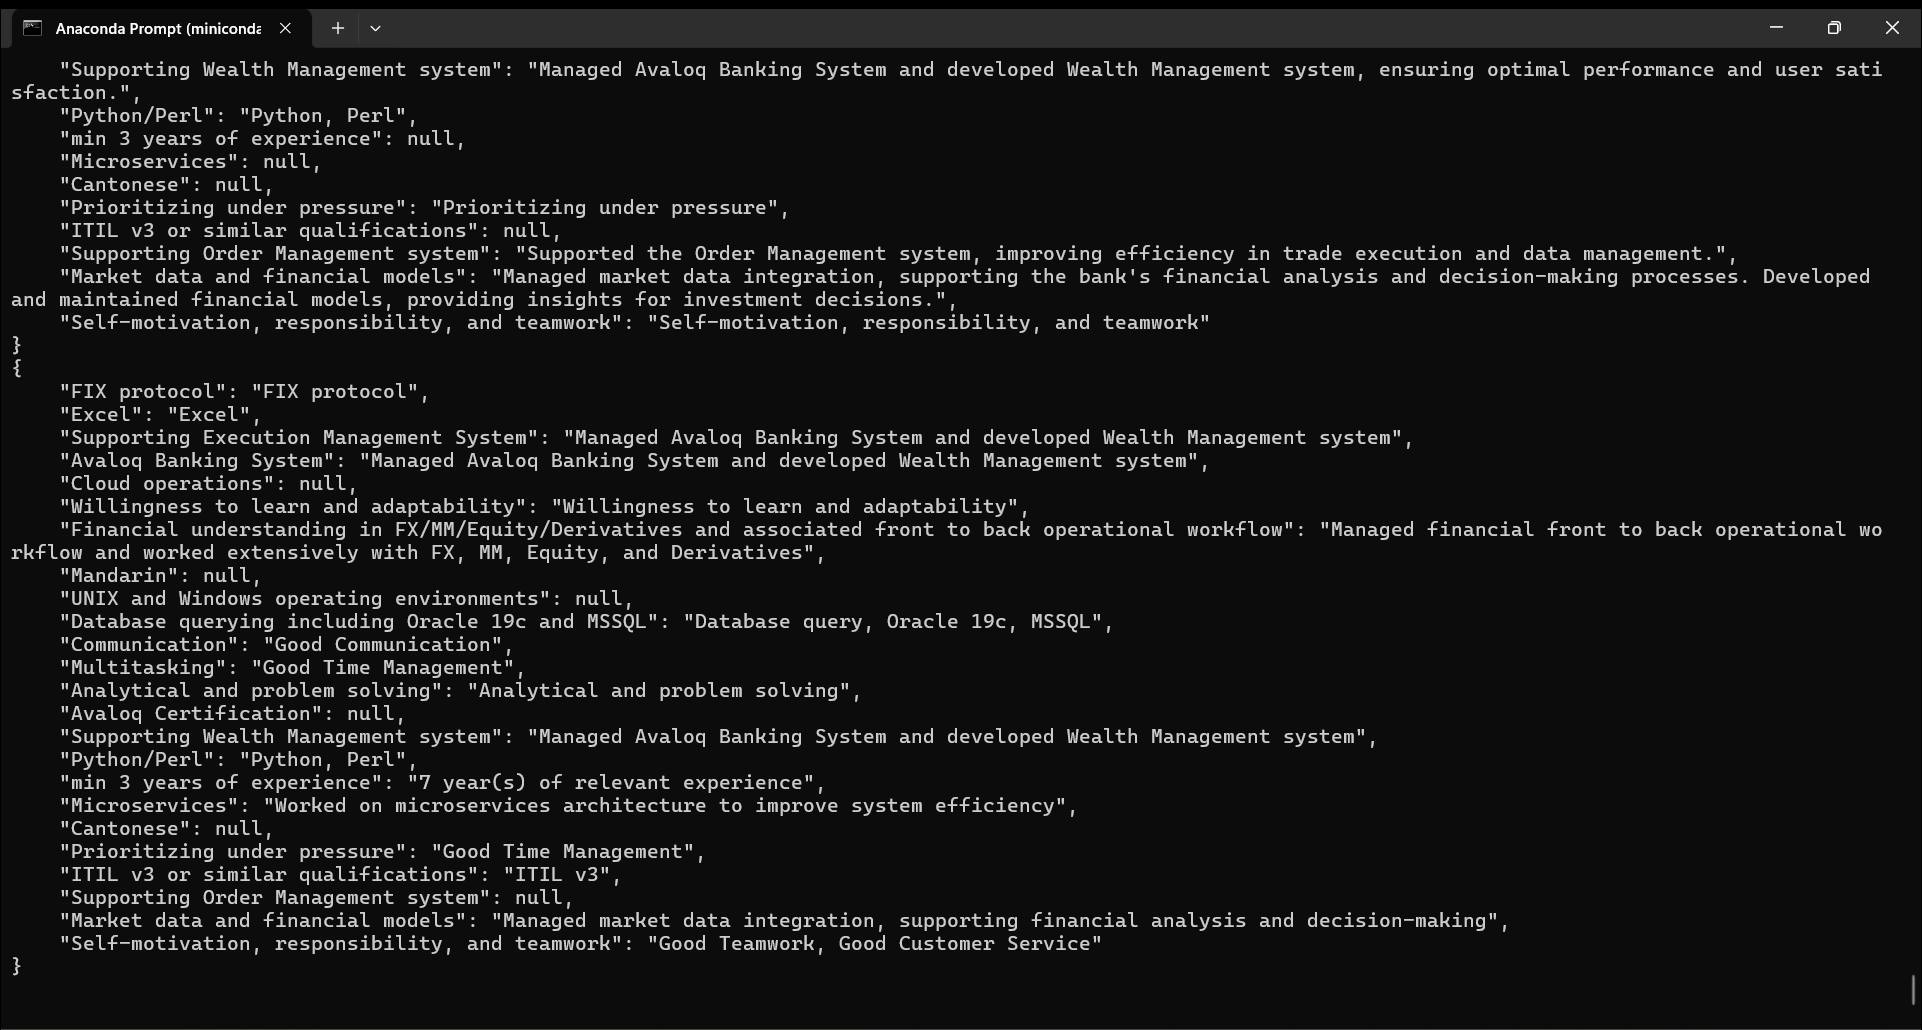 Anaconda Prompt (miniconda
"Supporting Wealth Management system": "Managed Avaloq Banking System and developed Wealth Management system, ensuring optimal performance and user sati
sfaction.",
"Python/Perl": "Python, Perl",
"min 3 years of experience": null,
"Microservices": null,
"Cantonese": null,
"Prioritizing under pressure": "Prioritizing under pressure",
"ITIL v3 or similar qualifications": null,
"Supporting Order Management system": "Supported the Order Management system, improving efficiency in trade execution and data management.",
"Market data and financial models": "Managed market data integration, supporting the bank's financial analysis and decision-making processes. Developed
and maintained financial models, providing insights for investment decisions.",
"Self-motivation, responsibility, and teamwork": "Self-motivation, responsibility, and teamwork"
}
{
"FIX protocol": "FIX protocol",
"Excel": "Excel",
"Supporting Execution Management System": "Managed Avaloq Banking System and developed Wealth Management system",
"Avaloq Banking System": "Managed Avaloq Banking System and developed Wealth Management system",
"Cloud operations": null,
"Willingness to learn and adaptability": "Willingness to learn and adaptability",
"Financial understanding in FX/MM/Equity/Derivatives and associated front to back operational workflow": "Managed financial front to back operational wo
rkflow and worked extensively with FX, MM, Equity, and Derivatives",
"Mandarin": null,
"UNIX and Windows operating environments": null,
"Database querying including Oracle 19c and MSSQL": "Database query, Oracle 19c, MSSQL",
"Communication": "Good Communication",
"Multitasking": "Good Time Management",
"Analytical and problem solving": "Analytical and problem solving",
"Avaloq Certification": null,
"Supporting Wealth Management system": "Managed Avaloq Banking System and developed Wealth Management system",
"Python/Perl": "Python, Perl",
"min 3 years of experience": "7 year(s) of relevant experience",
"Microservices": "Worked on microservices architecture to improve system efficiency",
"Cantonese": null,
"Prioritizing under pressure": "Good Time Management",
"ITIL v3 or similar qualifications": "ITIL v3",
"Supporting Order Management system": null,
"Market data and financial models": "Managed market data integration, supporting financial analysis and decision-making",
"Self-motivation, responsibility, and teamwork": "Good Teamwork, Good Customer Service"
}